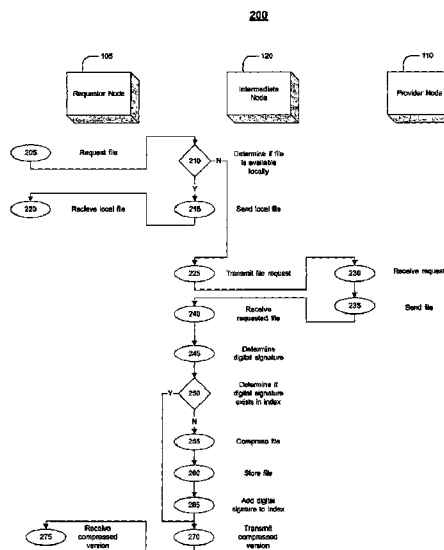 200
105
120
110
Requestor Node
Intermediate
Node
Provider Node
205
Request file
210
N
Determine if file
is available
locally
Y
220
Recieve local file
215
Send local file
225
Transmit file request
230
Receive request
240
Receive
requested file
235
Send file
245
Determine
digital signature
Y
250
Determine if
digital signature
exists in index
N
255
Compress file
260
Store file
265
Add digital
signature to index
275
Receive
compressed
version
270
Transmit
compressed
version